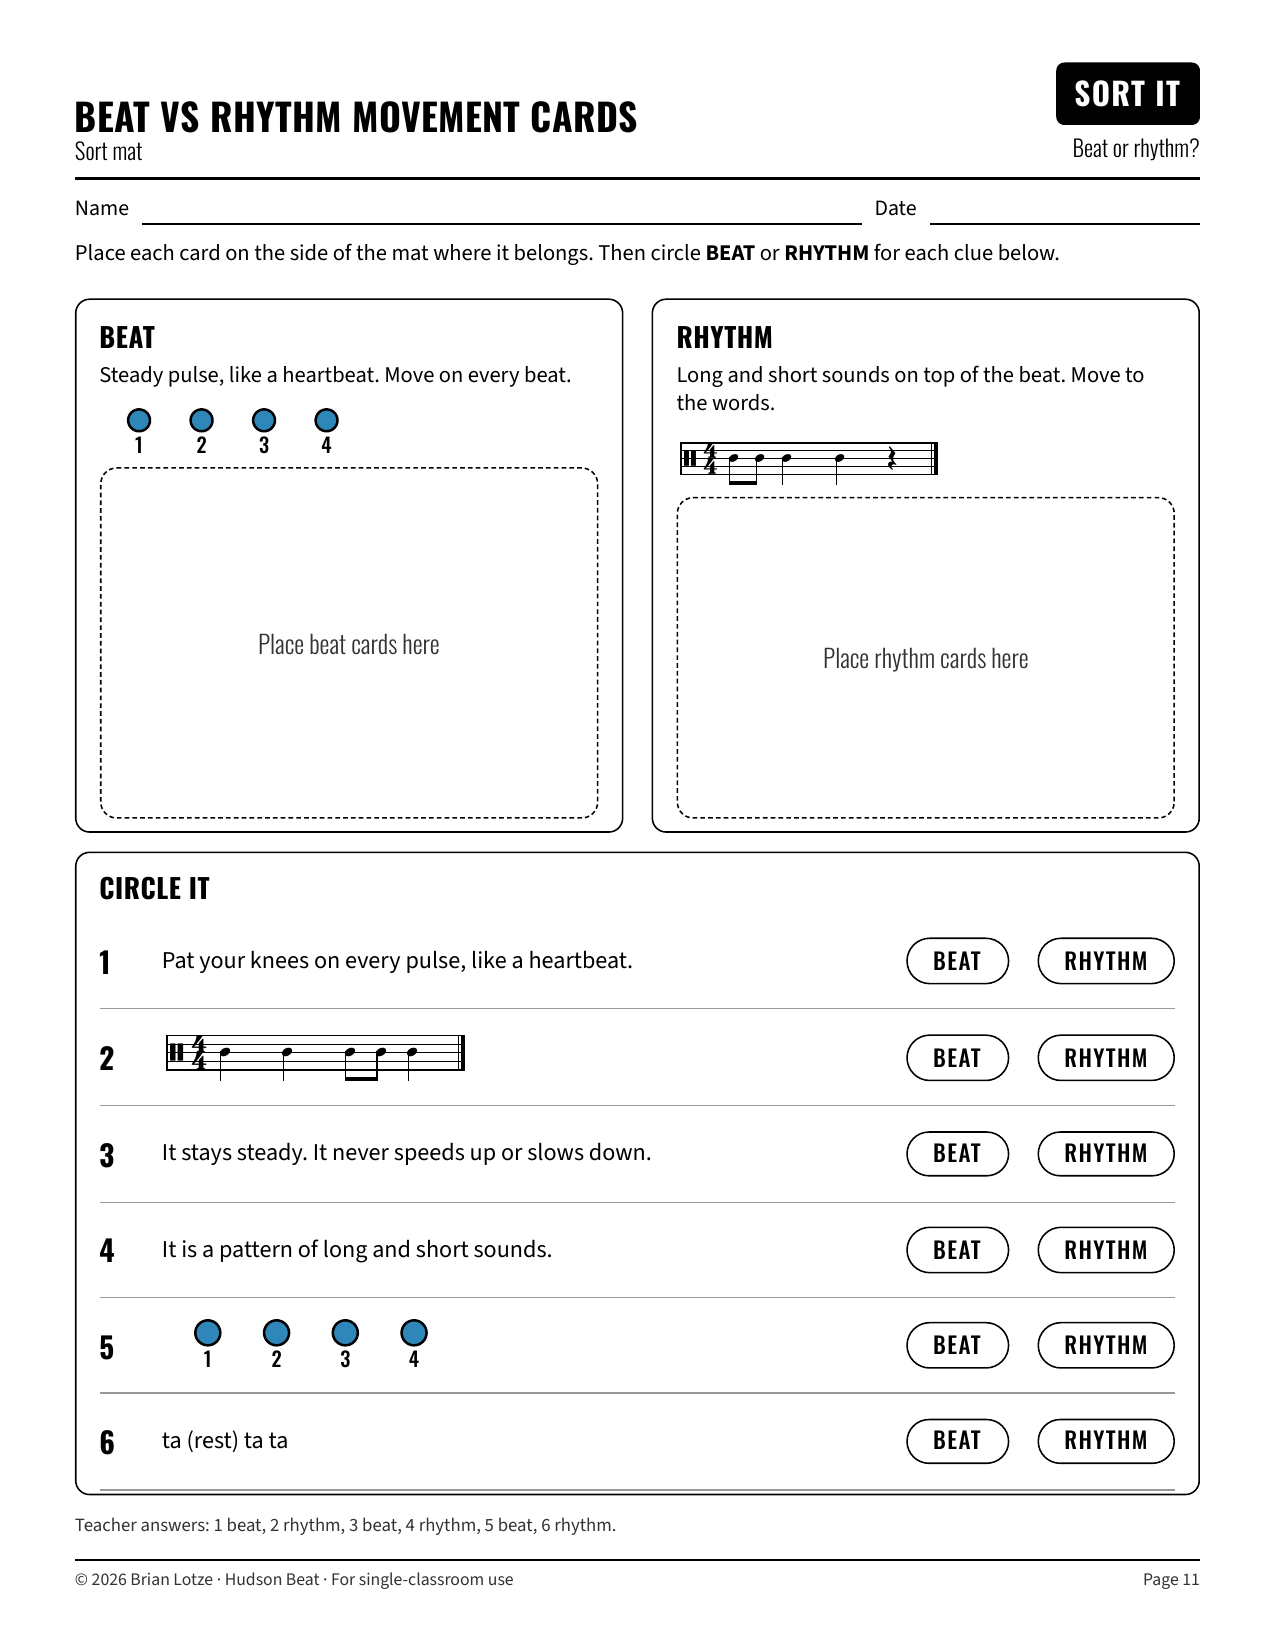 SORT IT
BEAT VS RHYTHM MOVEMENT CARDS
Sort mat
Beat or rhythm?
Name
Date
Place each card on the side of the mat where it belongs. Then circle BEAT or RHYTHM for each clue below.
BEAT
Steady pulse, like a heartbeat. Move on every beat.
1 2 3 4
Place beat cards here
RHYTHM
Long and short sounds on top of the beat. Move to
the words.
4
4
Place rhythm cards here
CIRCLE IT
1 Pat your knees on every pulse, like a heartbeat. BEAT RHYTHM
2 BEAT RHYTHM
4
4
3 It stays steady. It never speeds up or slows down. BEAT RHYTHM
4 It is a pattern of long and short sounds. BEAT RHYTHM
5 BEAT RHYTHM
1 2 3 4
6 ta (rest) ta ta BEAT RHYTHM
Teacher answers: 1 beat, 2 rhythm, 3 beat, 4 rhythm, 5 beat, 6 rhythm.
© 2026 Brian Lotze · Hudson Beat · For single-classroom use
Page 11